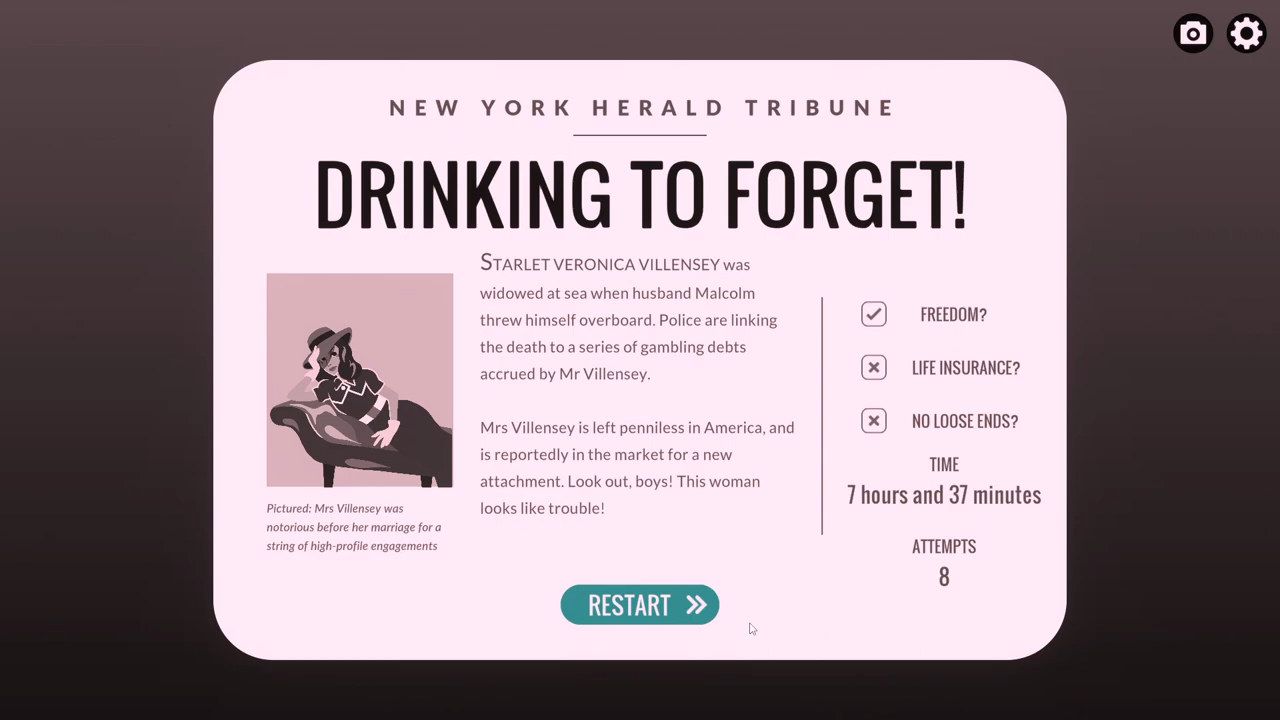 NEW YORK HERALD TRIBUNE
DRINKING TO FORGET!
STARLET VERONICA VILLENSEY was
widowed at sea when husband Malcolm
threw himself overboard. Police are linking
the death to a series of gambling debts
accrued by Mr Villensey.
Mrs Villensey is left penniless in America, and
is reportedly in the market for a new
attachment. Look out, boys! This woman
looks like trouble!
Pictured: Mrs Villensey was
notorious before her marriage for a
string of high-profile engagements
FREEDOM?
LIFE INSURANCE?
NO LOOSE ENDS?
TIME
7 hours and 37 minutes
ATTEMPTS
8
RESTART